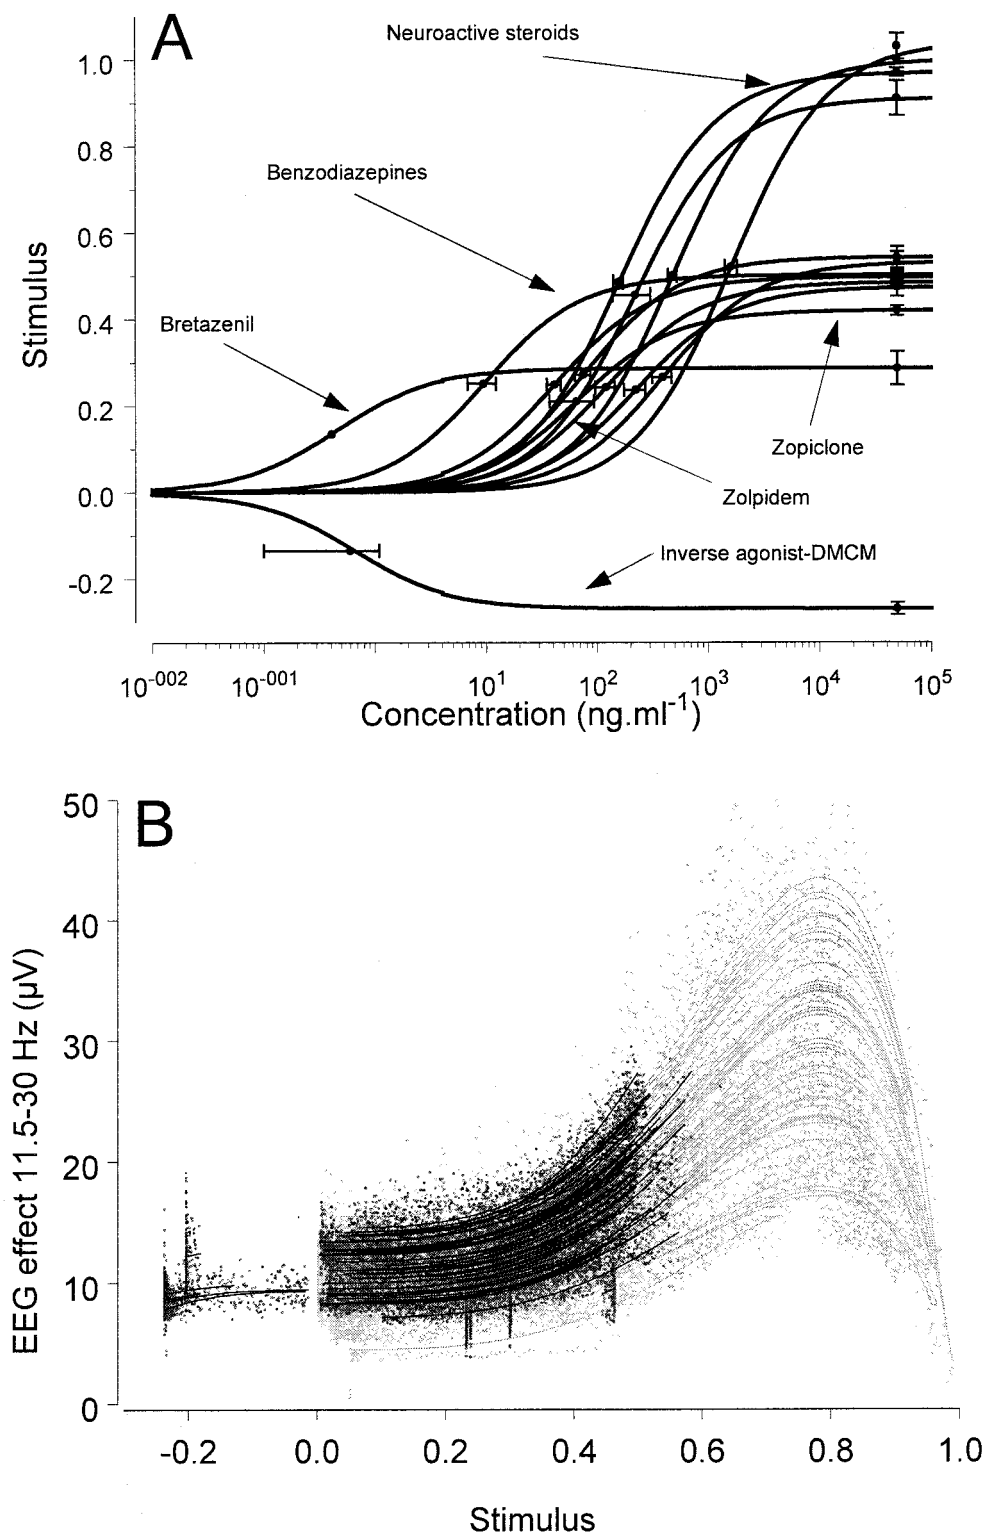 A
Neuroactive steroids
Benzodiazepines
Bretazenil
Zopiclone
Zolpidem
Inverse agonist-DMCM
1.0
0.8
0.6
0.4
0.2
0.0
-0.2
Stimulus
10-002 10-001 10¹ 10² 10³ 10⁴ 10⁵
Concentration (ng.ml⁻¹)
B
50
40
30
20
10
0
EEG effect 11.5-30 Hz (µV)
-0.2 0.0 0.2 0.4 0.6 0.8 1.0
Stimulus